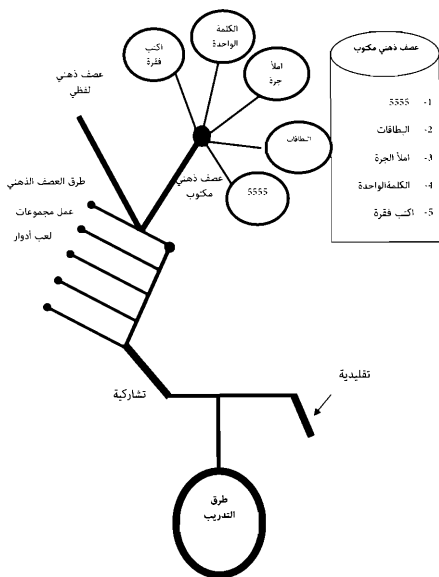 الكلمة
الواحدة
اكتب
فقرة
املأ
جرة
البطاقات
5555
عصف ذهني
لفظي
عصف ذهني
مكتوب
عصف ذهني مكتوب
1- 5555
2- البطاقات
3- املأ الجرة
4- الكلمةالواحدة
5- اكتب فقرة
طرق العصف الذهني
عمل مجموعات
لعب أدوار
تقليدية
تشاركية
طرق
التدريب